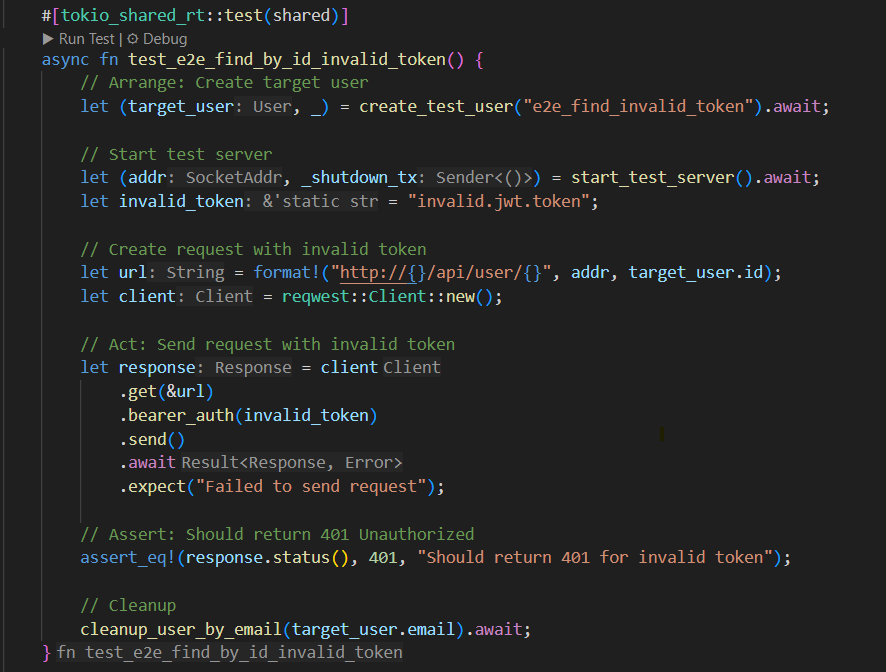 #[tokio_shared_rt::test(shared)]
▶ Run Test | ⚙ Debug
async fn test_e2e_find_by_id_invalid_token() {
    // Arrange: Create target user
    let (target_user: User, _) = create_test_user("e2e_find_invalid_token").await;

    // Start test server
    let (addr: SocketAddr, _shutdown_tx: Sender<()>) = start_test_server().await;
    let invalid_token: &'static str = "invalid.jwt.token";

    // Create request with invalid token
    let url: String = format!("http://{}/api/user/{}", addr, target_user.id);
    let client: Client = reqwest::Client::new();

    // Act: Send request with invalid token
    let response: Response = client Client
        .get(&url)
        .bearer_auth(invalid_token)
        .send()
        .await Result<Response, Error>
        .expect("Failed to send request");

    // Assert: Should return 401 Unauthorized
    assert_eq!(response.status(), 401, "Should return 401 for invalid token");

    // Cleanup
    cleanup_user_by_email(target_user.email).await;
} fn test_e2e_find_by_id_invalid_token